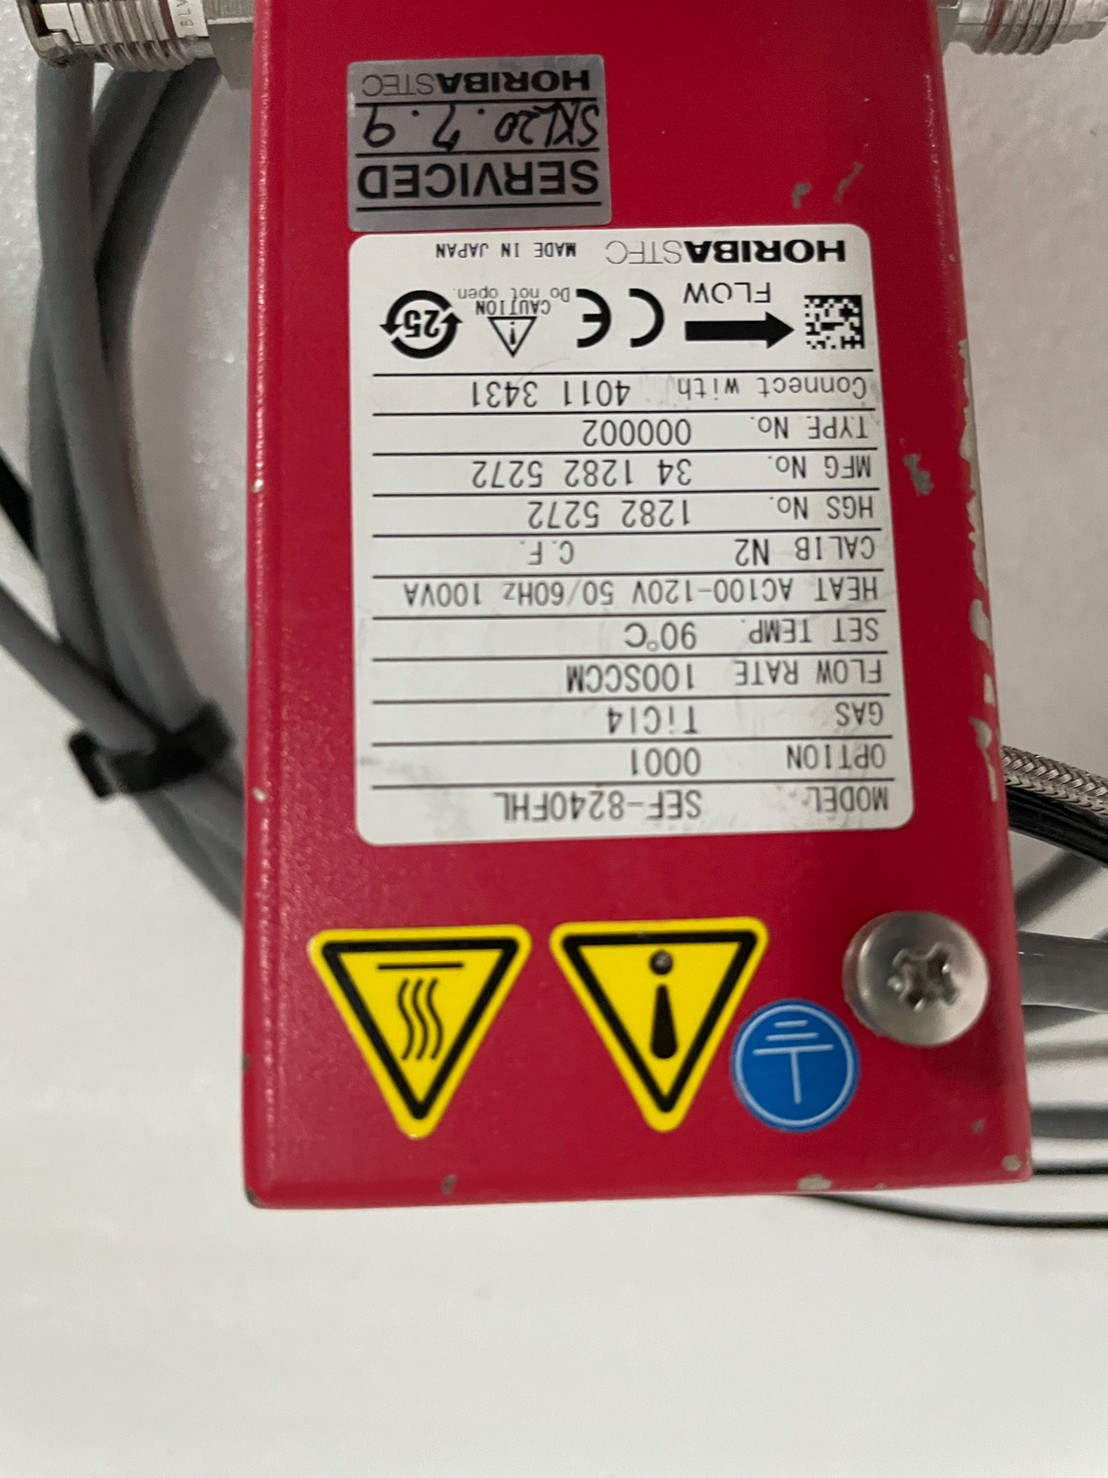 MODEL. SEF-8240FHL
OPTION 0001
GAS TiCl4
FLOW RATE 100SCCM
SET TEMP. 90°C
HEAT. AC100-120V 50/60Hz 100VA
CALIB N2 C.F.
HGS No. 1282 5272
MFG No. 34 1282 5272
TYPE No. 000002
Connect with 4011 3431
FLOW
CE
CAUTION
Do not open.
25
HORIBASTEC MADE IN JAPAN
SERVICED
SKL20.7.9
HORIBASTEC